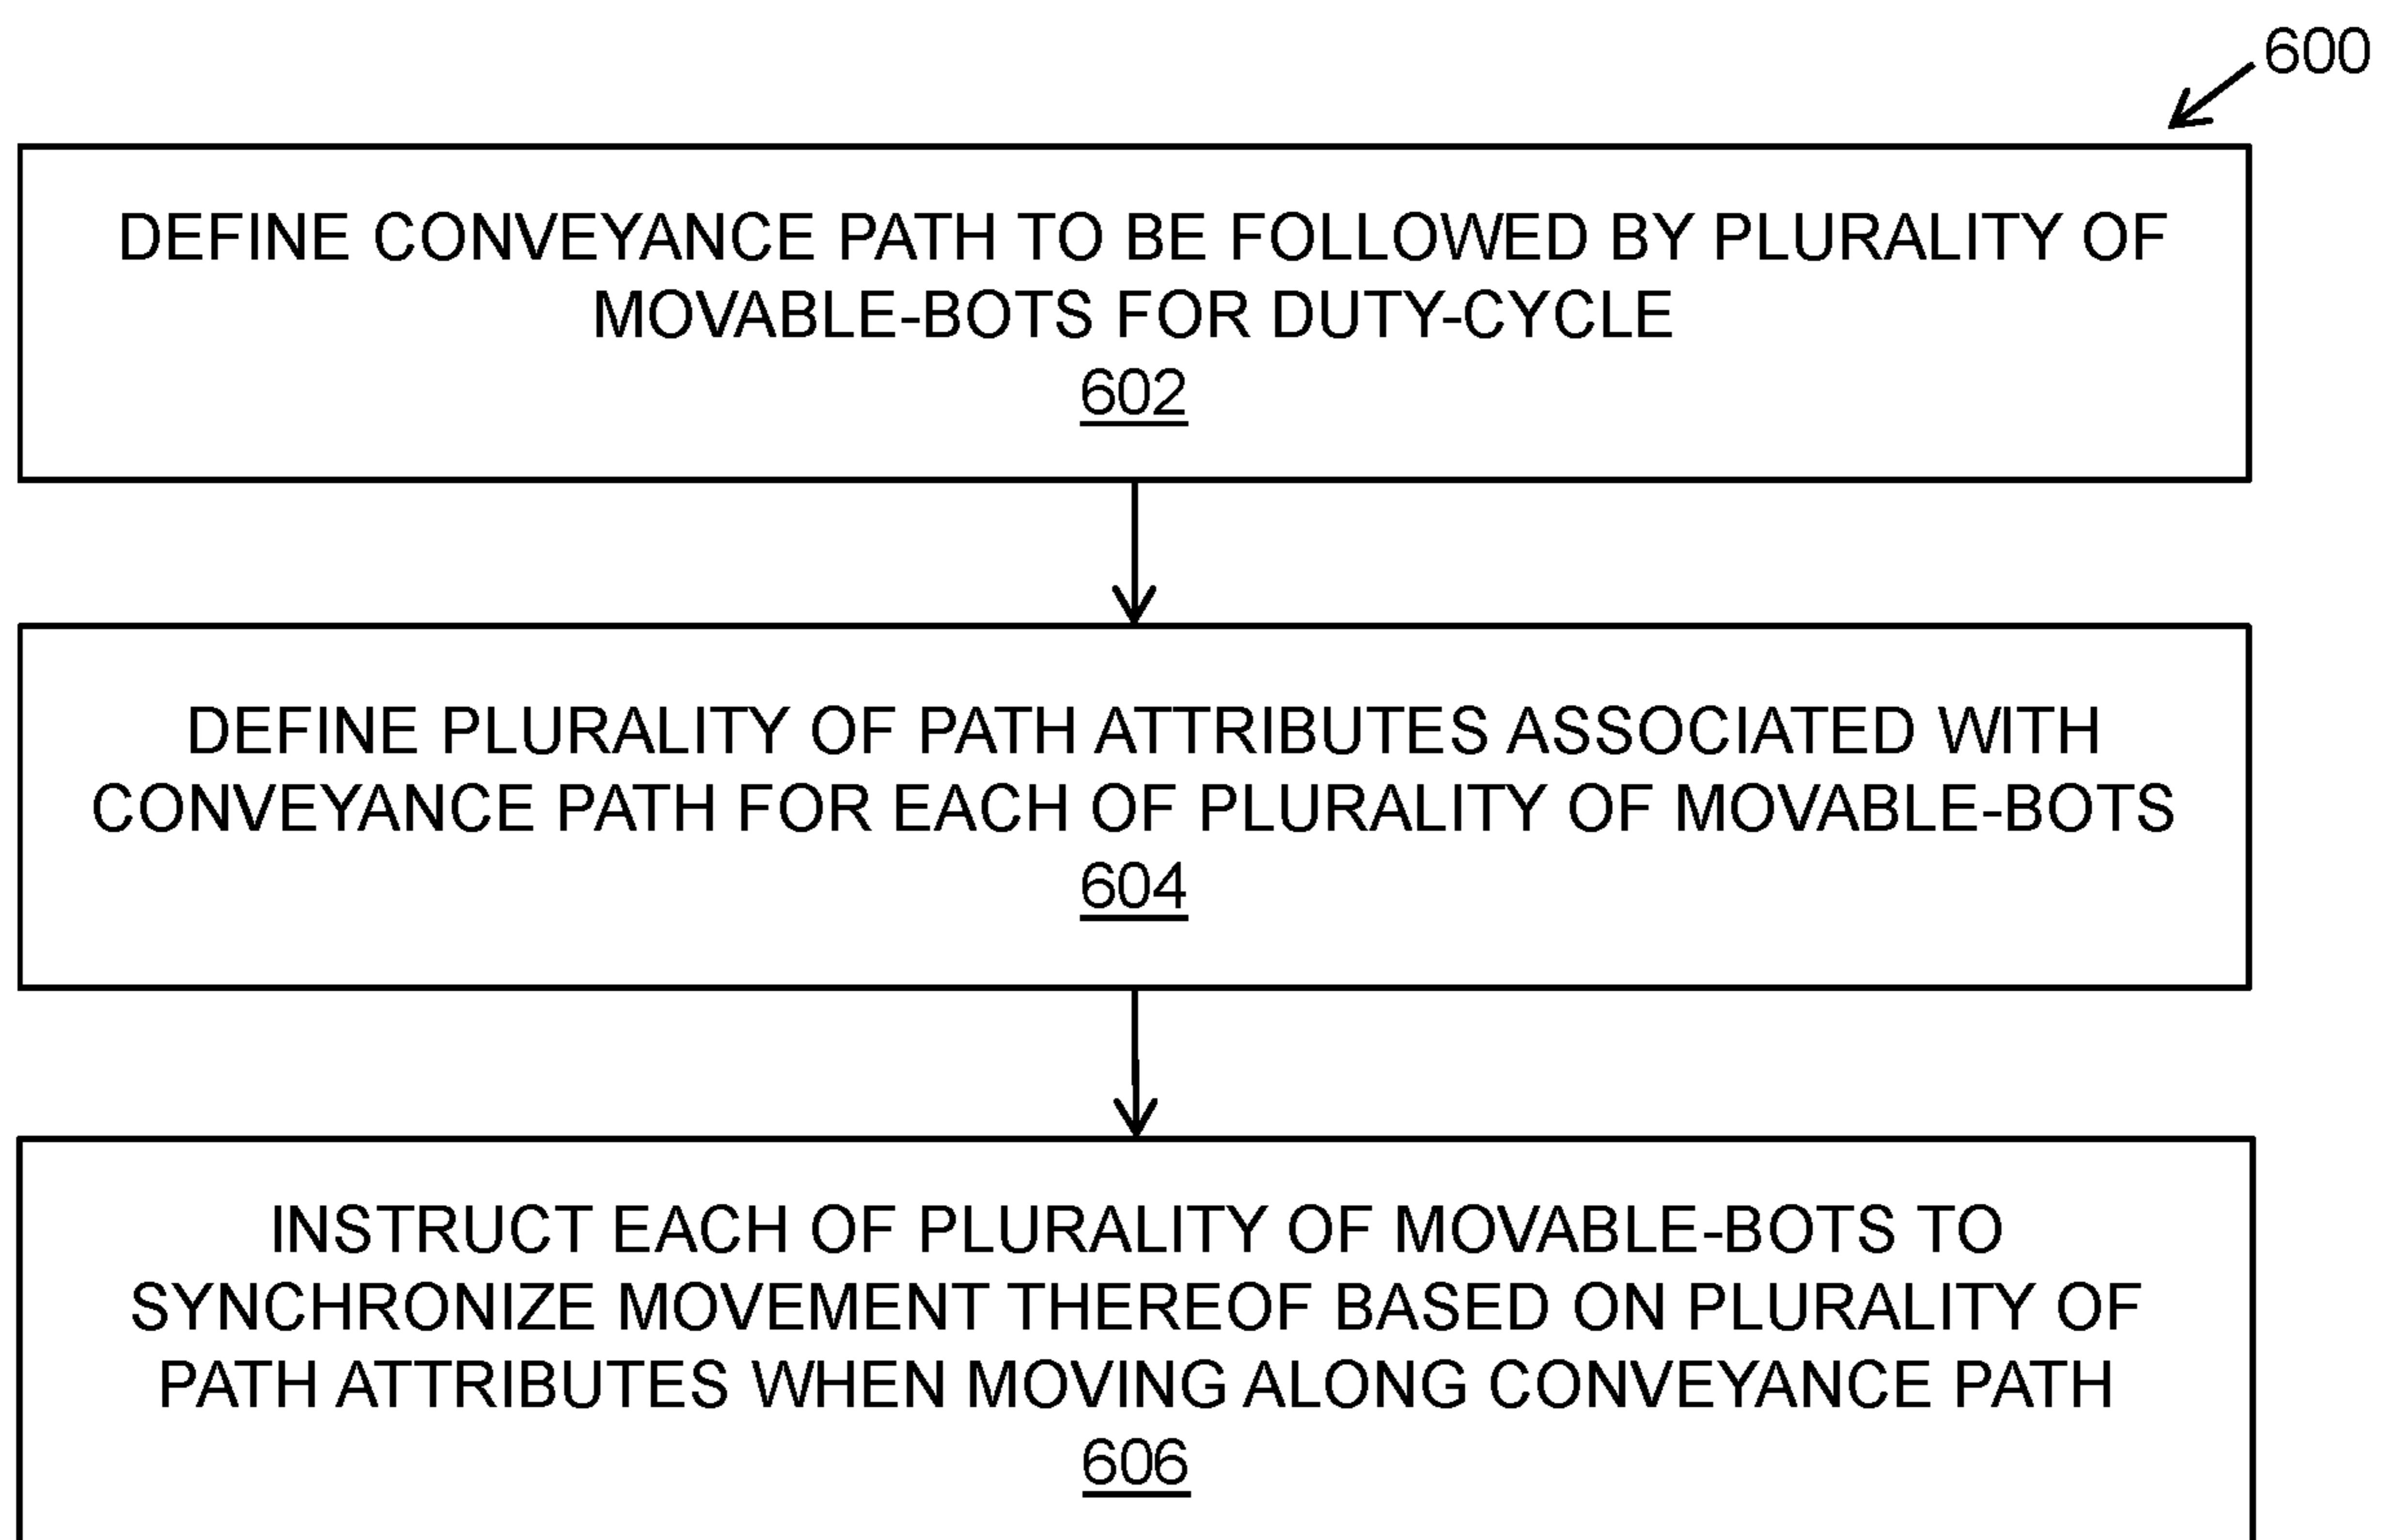 600
DEFINE CONVEYANCE PATH TO BE FOLLOWED BY PLURALITY OF
MOVABLE-BOTS FOR DUTY-CYCLE
602
DEFINE PLURALITY OF PATH ATTRIBUTES ASSOCIATED WITH
CONVEYANCE PATH FOR EACH OF PLURALITY OF MOVABLE-BOTS
604
INSTRUCT EACH OF PLURALITY OF MOVABLE-BOTS TO
SYNCHRONIZE MOVEMENT THEREOF BASED ON PLURALITY OF
PATH ATTRIBUTES WHEN MOVING ALONG CONVEYANCE PATH
606